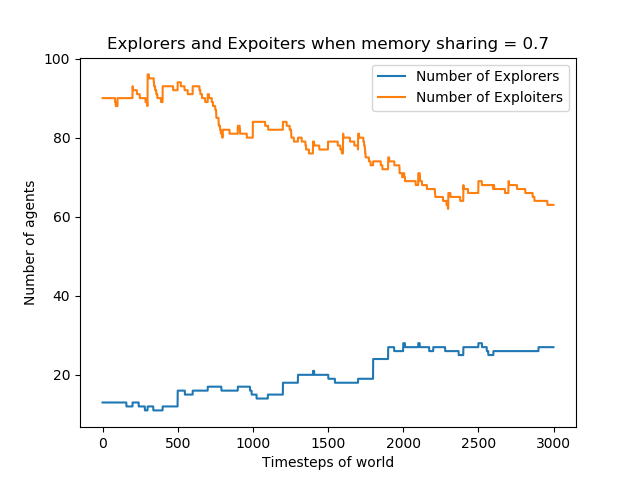 Explorers and Expoiters when memory sharing = 0.7
Number of Explorers
Number of Exploiters
Number of agents
100
80
60
40
20
0
500
1000
1500
2000
2500
3000
Timesteps of world